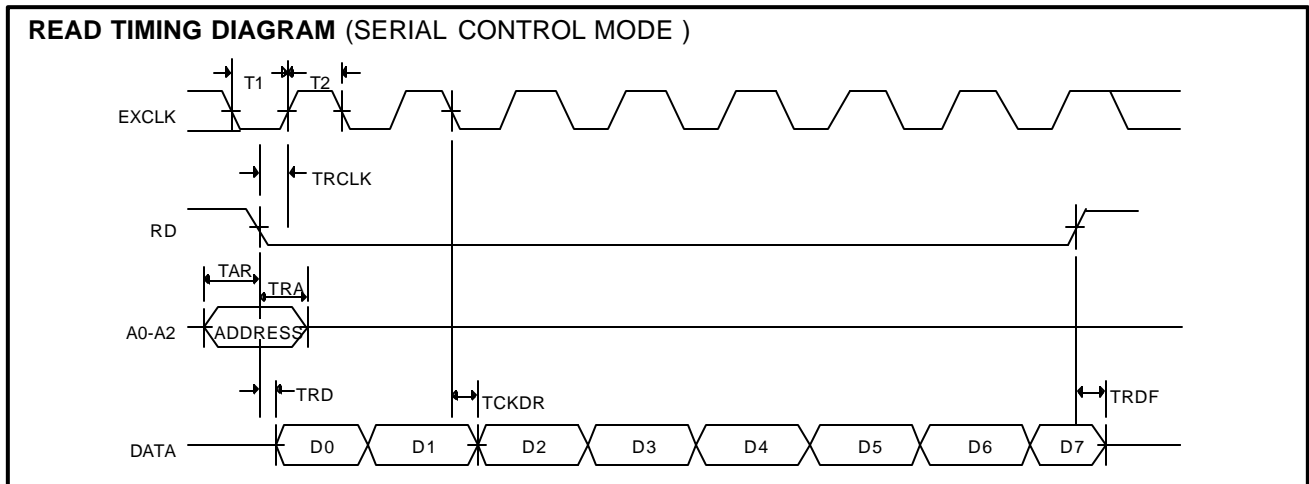 READ TIMING DIAGRAM (SERIAL CONTROL MODE )
T1
T2
EXCLK
TRCLK
RD
TAR
TRA
A0-A2
ADDRESS
TRD
TCKDR
TRDF
DATA
D0
D1
D2
D3
D4
D5
D6
D7